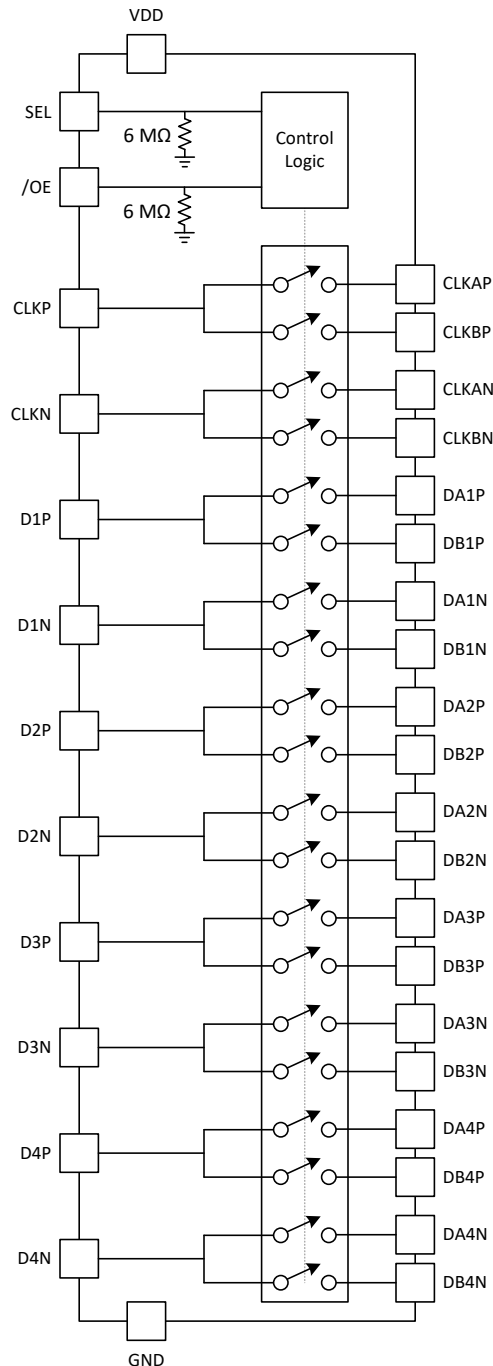 VDD
SEL
6 MΩ
Control
Logic
/OE
6 MΩ
CLKP
CLKAP
CLKBP
CLKN
CLKAN
CLKBN
D1P
DA1P
DB1P
D1N
DA1N
DB1N
D2P
DA2P
DB2P
D2N
DA2N
DB2N
D3P
DA3P
DB3P
D3N
DA3N
DB3N
D4P
DA4P
DB4P
D4N
DA4N
DB4N
GND